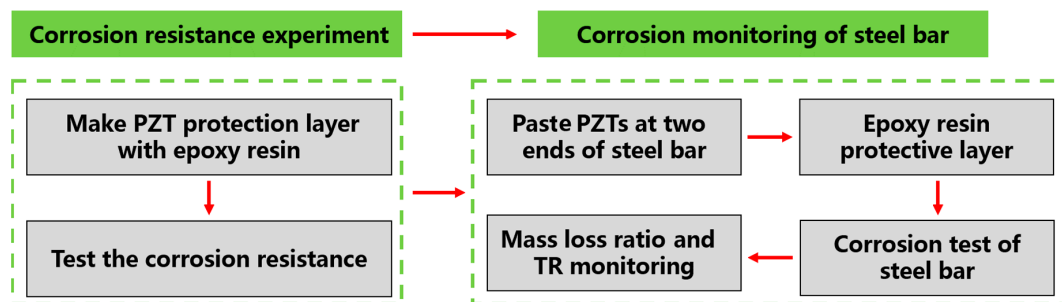 Corrosion resistance experiment
Corrosion monitoring of steel bar
Make PZT protection layer
with epoxy resin
Test the corrosion resistance
Paste PZTs at two
ends of steel bar
Epoxy resin
protective layer
Corrosion test of
steel bar
Mass loss ratio and
TR monitoring